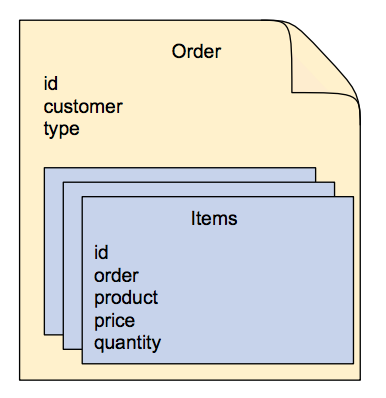 Order
id
customer
type
Items
id
order
product
price
quantity